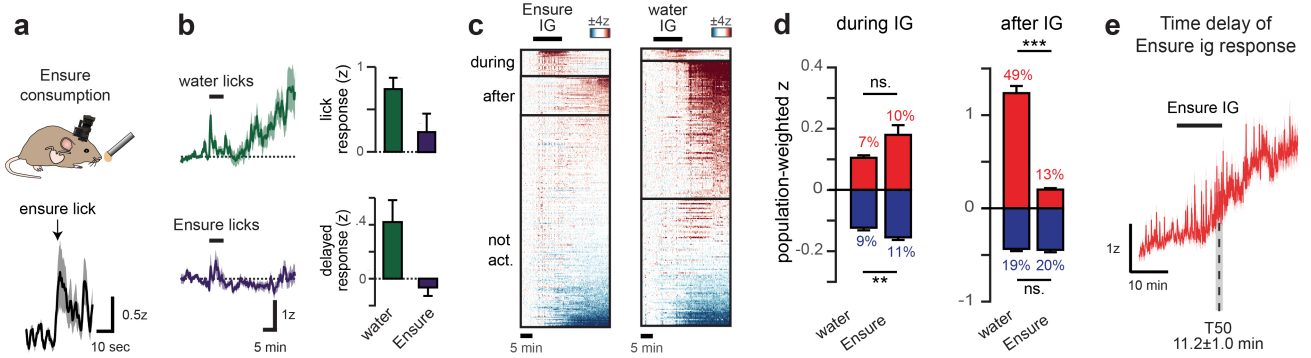 a
Ensure
consumption
ensure lick
0.5z
10 sec
b
water licks
Ensure licks
1z
5 min
lick
response (z)
1
0
delayed
response (z)
.5
0
water
Ensure
c
Ensure
IG
±4z
water
IG
±4z
during
after
not
act.
5 min
5 min
d
during IG
after IG
population-weighted z
0.4
0.2
0
-0.2
ns.
7%
10%
9%
11%
**
water
Ensure
***
1
0
-1
49%
13%
19%
20%
ns.
water
Ensure
e
Time delay of
Ensure ig response
Ensure IG
1z
10 min
T50
11.2±1.0 min